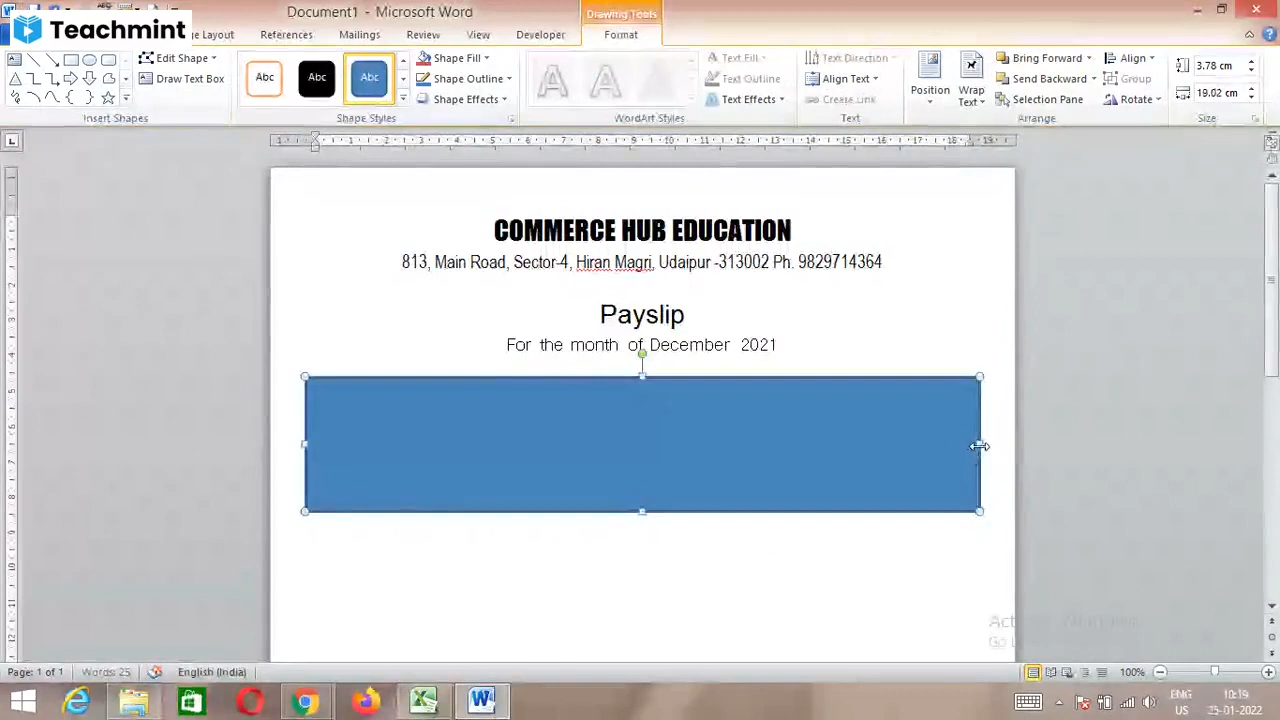 Teachmint
Document1 - Microsoft Word
Drawing Tools
References Mailings Review View Developer Format
Edit Shape
Draw Text Box
Insert Shapes
Abc Abc Abc
Shape Fill
Shape Outline
Shape Effects
Shape Styles
Text Fill
Text Outline
Text Effects
WordArt Styles
Text Direction
Align Text
Create Link
Text
Position
Wrap
Text
Bring Forward
Send Backward
Selection Pane
Align
Group
Rotate
Arrange
3.78 cm
19.02 cm
Size
COMMERCE HUB EDUCATION
813, Main Road, Sector-4, Hiran Magri, Udaipur -313002 Ph. 9829714364
Payslip
For the month of December 2021
Page: 1 of 1 Words: 25 English (India) 100%
ENG 10:19
US 25-01-2022